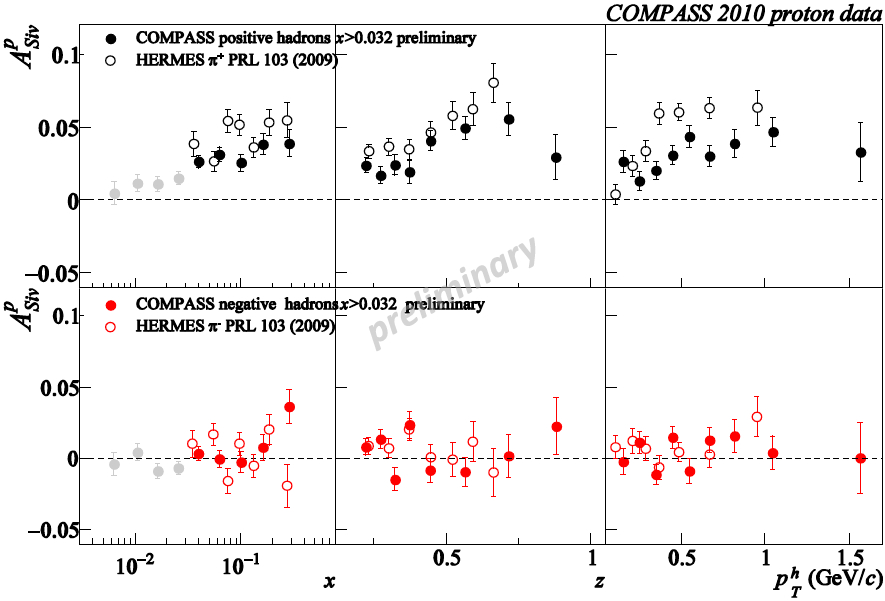 COMPASS 2010 proton data
A^p_Siv
COMPASS positive hadrons x>0.032 preliminary
HERMES π⁺ PRL 103 (2009)
0.1
0.05
0
−0.05
preliminary
A^p_Siv
COMPASS negative hadrons x>0.032 preliminary
HERMES π⁻ PRL 103 (2009)
0.1
0.05
0
−0.05
10⁻² 10⁻¹ 0.5 1 0.5 1 1.5
x z p_T^h (GeV/c)